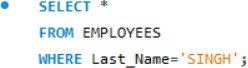 SELECT *
FROM EMPLOYEES
WHERE Last_Name='SINGH';